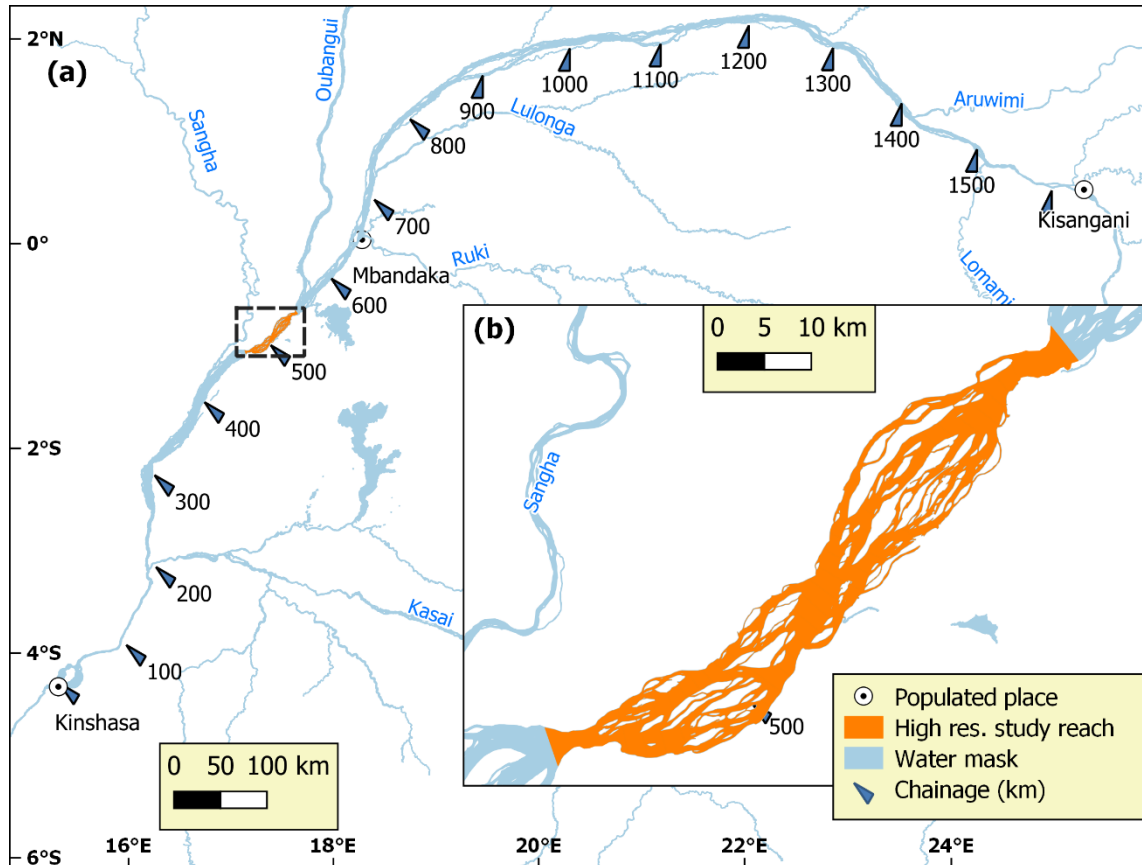 2°N
(a)
Sangha
Oubangui
1200
1000
1100
1300
900
Aruwimi
Lulonga
800
1400
1500
Kisangani
700
0°
Mbandaka
Ruki
Lomami
600
(b)
0 5 10 km
500
400
2°S
Sangha
300
200
Kasai
4°S
100
Kinshasa
500
Populated place
High res. study reach
Water mask
Chainage (km)
0 50 100 km
6°S
16°E
18°E
20°E
22°E
24°E